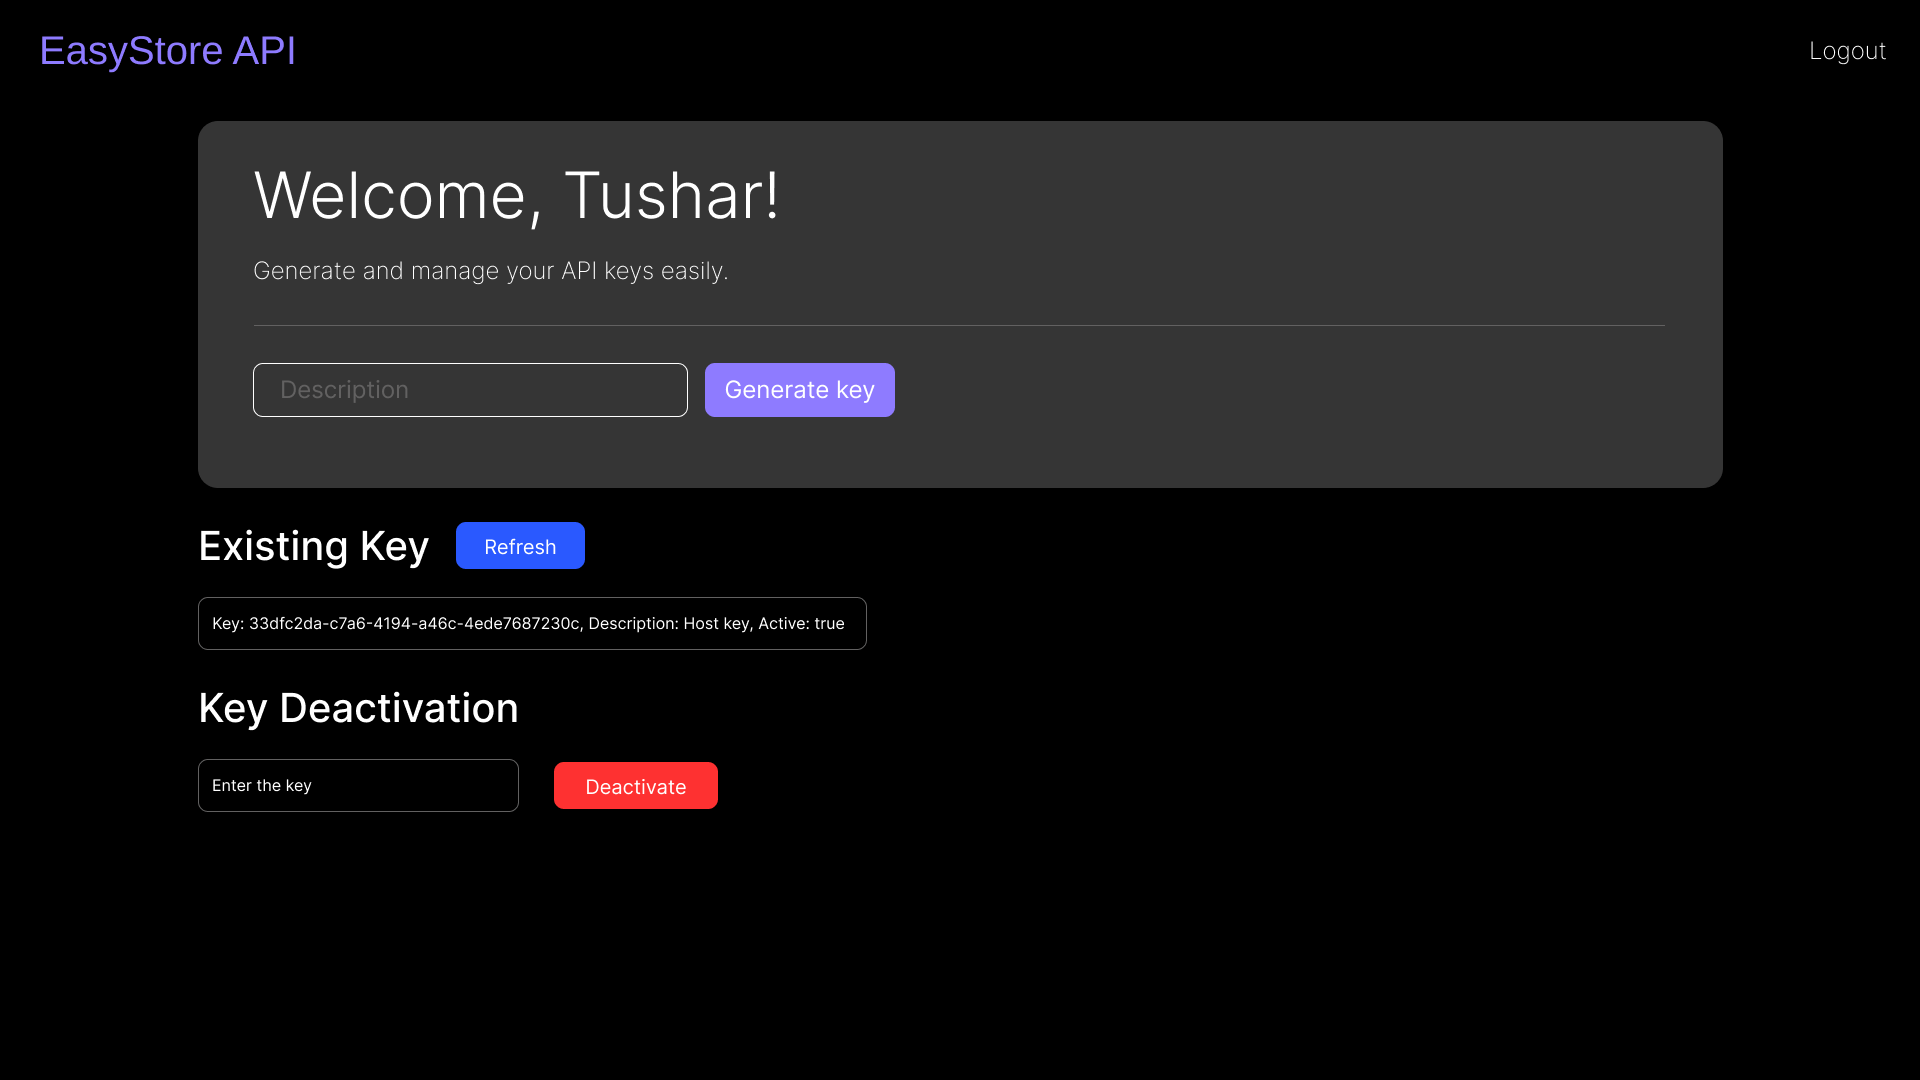 EasyStore API
Logout
Welcome, Tushar!
Generate and manage your API keys easily.
Description
Generate key
Existing Key
Refresh
Key: 33dfc2da-c7a6-4194-a46c-4ede7687230c, Description: Host key, Active: true
Key Deactivation
Enter the key
Deactivate